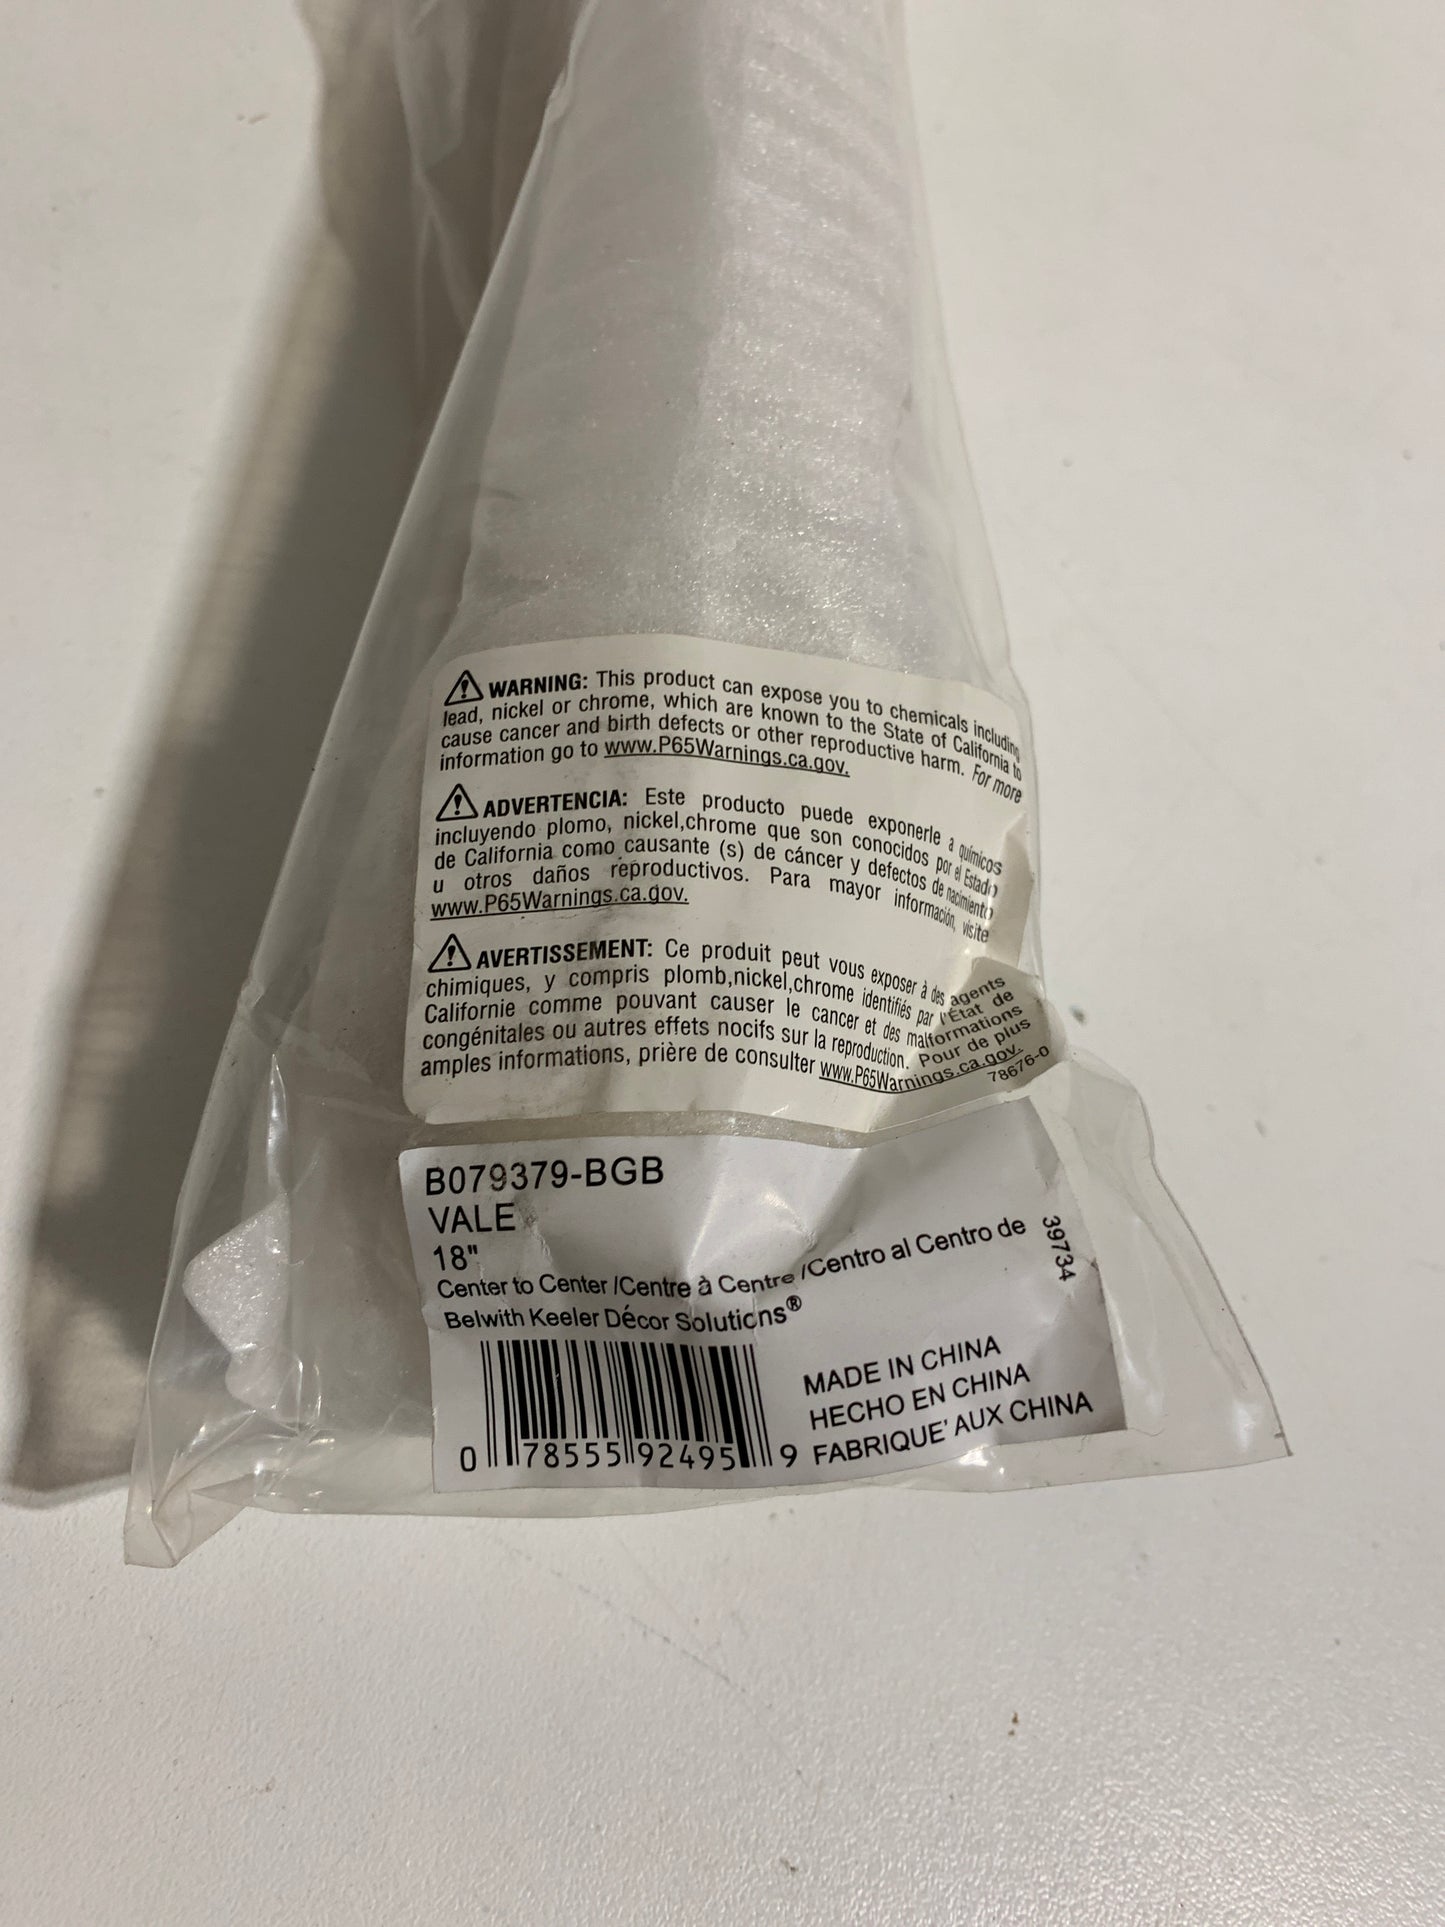 WARNING: This product can expose you to chemicals including
lead, nickel or chrome, which are known to the State of California to
cause cancer and birth defects or other reproductive harm. For more
information go to www.P65Warnings.ca.gov.
ADVERTENCIA: Este producto puede exponerle a químicos
incluyendo plomo, nickel,chrome que son conocidos por el Estado
de California como causante (s) de cáncer y defectos de nacimiento
u otros daños reproductivos. Para mayor información, visite
www.P65Warnings.ca.gov.
AVERTISSEMENT: Ce produit peut vous exposer à des agents
chimiques, y compris plomb,nickel,chrome identifiés par l'État de
Californie comme pouvant causer le cancer et des malformations
congénitales ou autres effets nocifs sur la reproduction. Pour de plus
amples informations, prière de consulter www.P65Warnings.ca.gov.
78676-0
B079379-BGB
VALE
18"
Center to Center /Centre à Centre /Centro al Centro de
39734
Belwith Keeler Décor Solutions®
0 78555 92495 9
MADE IN CHINA
HECHO EN CHINA
FABRIQUE' AUX CHINA